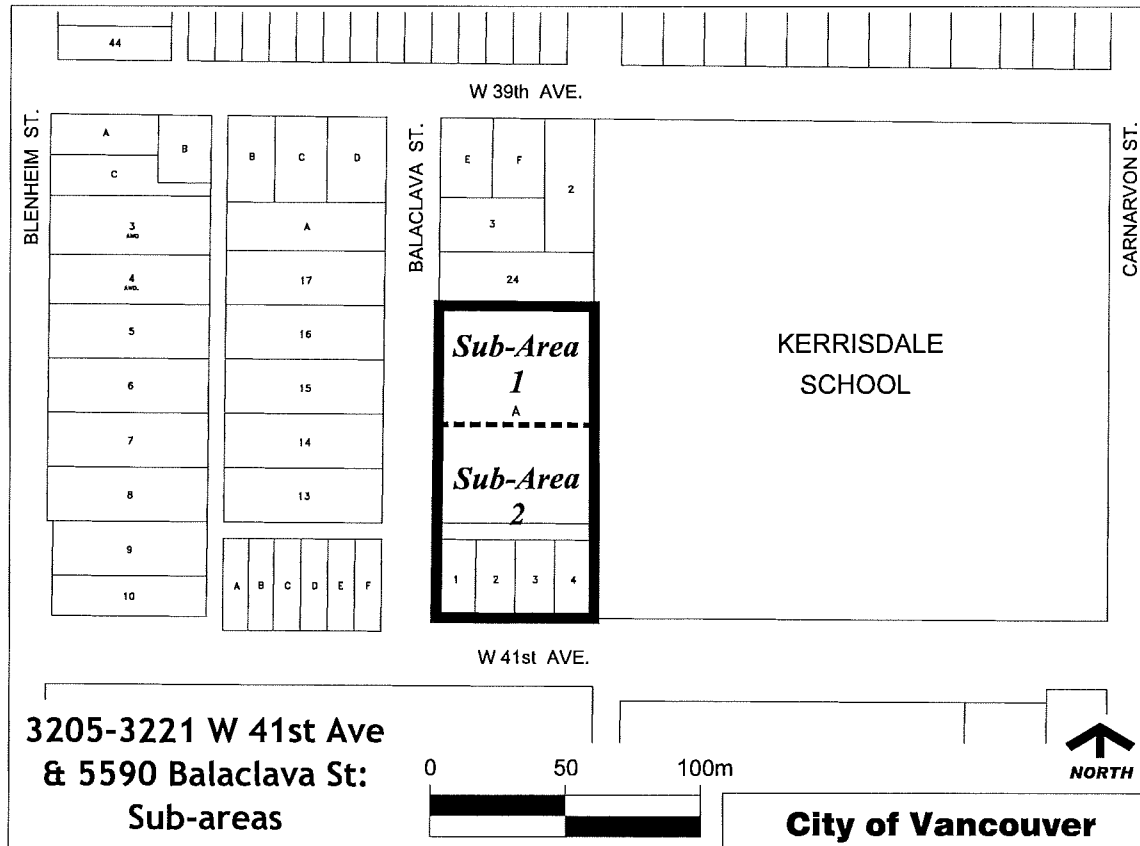 44
W 39th AVE.
BLENHEIM ST.
BALACLAVA ST.
CARNARVON ST.
A
B
C
3
AMD
4
AMD.
5
6
7
8
9
10
B
C
D
A
17
16
15
14
13
A
B
C
D
E
F
E
F
2
3
24
Sub-Area
1
A
Sub-Area
2
1
2
3
4
KERRISDALE
SCHOOL
W 41st AVE.
3205-3221 W 41st Ave
& 5590 Balaclava St:
Sub-areas
0 50 100m
NORTH
City of Vancouver